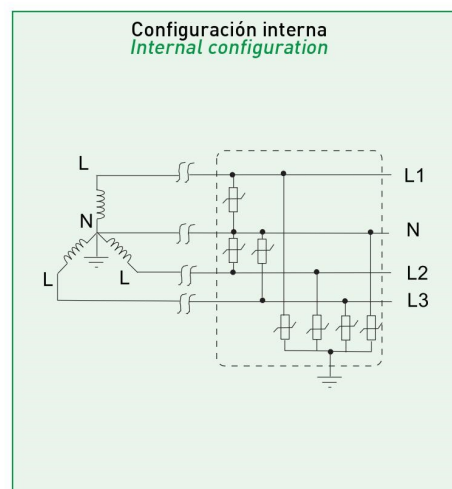 Configuración interna
Internal configuration
L
L1
N
N
L
L
L2
L3